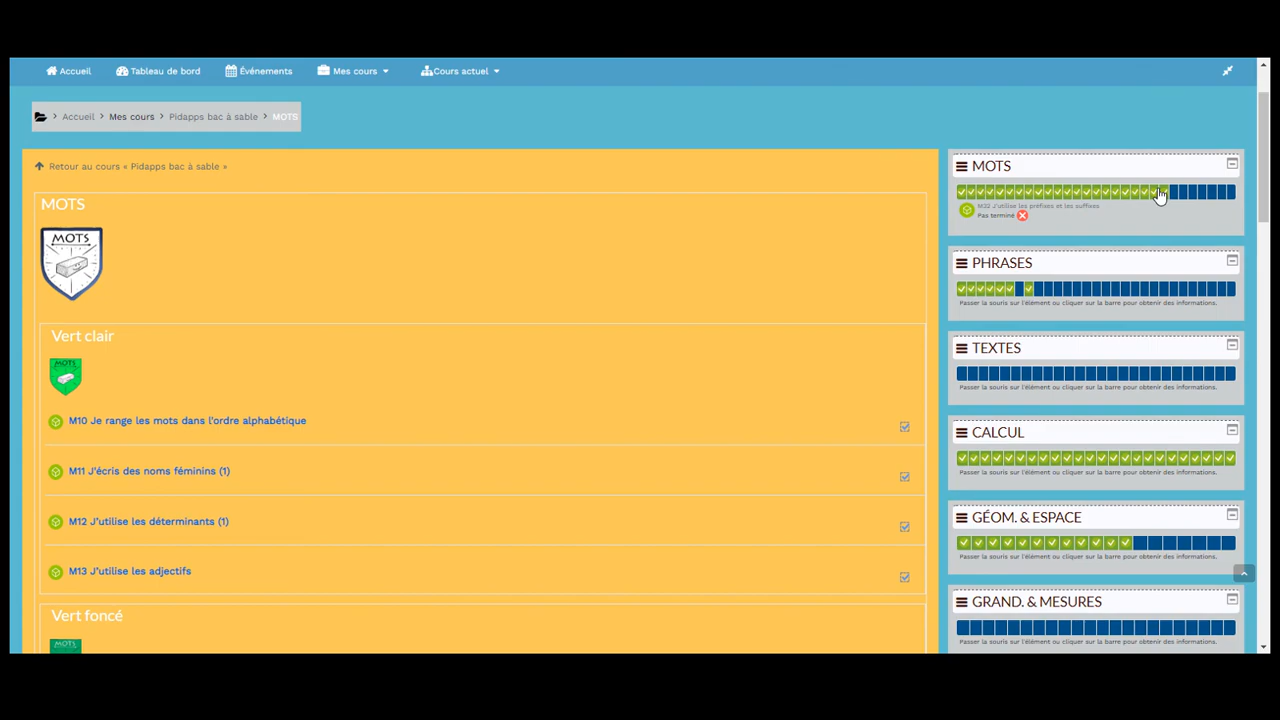 Accueil Tableau de bord Événements Mes cours Cours actuel
Accueil > Mes cours > Pidapps bac à sable > MOTS
Retour au cours « Pidapps bac à sable »
MOTS
MOTS
Vert clair
MOTS
M10 Je range les mots dans l'ordre alphabétique
M11 J'écris des noms féminins (1)
M12 J'utilise les déterminants (1)
M13 J'utilise les adjectifs
Vert foncé
MOTS
MOTS
M32 J'utilise les préfixes et les suffixes
Pas terminé
PHRASES
Passer la souris sur l'élément ou cliquer sur la barre pour obtenir des informations.
TEXTES
Passer la souris sur l'élément ou cliquer sur la barre pour obtenir des informations.
CALCUL
Passer la souris sur l'élément ou cliquer sur la barre pour obtenir des informations.
GÉOM. & ESPACE
Passer la souris sur l'élément ou cliquer sur la barre pour obtenir des informations.
GRAND. & MESURES
Passer la souris sur l'élément ou cliquer sur la barre pour obtenir des informations.